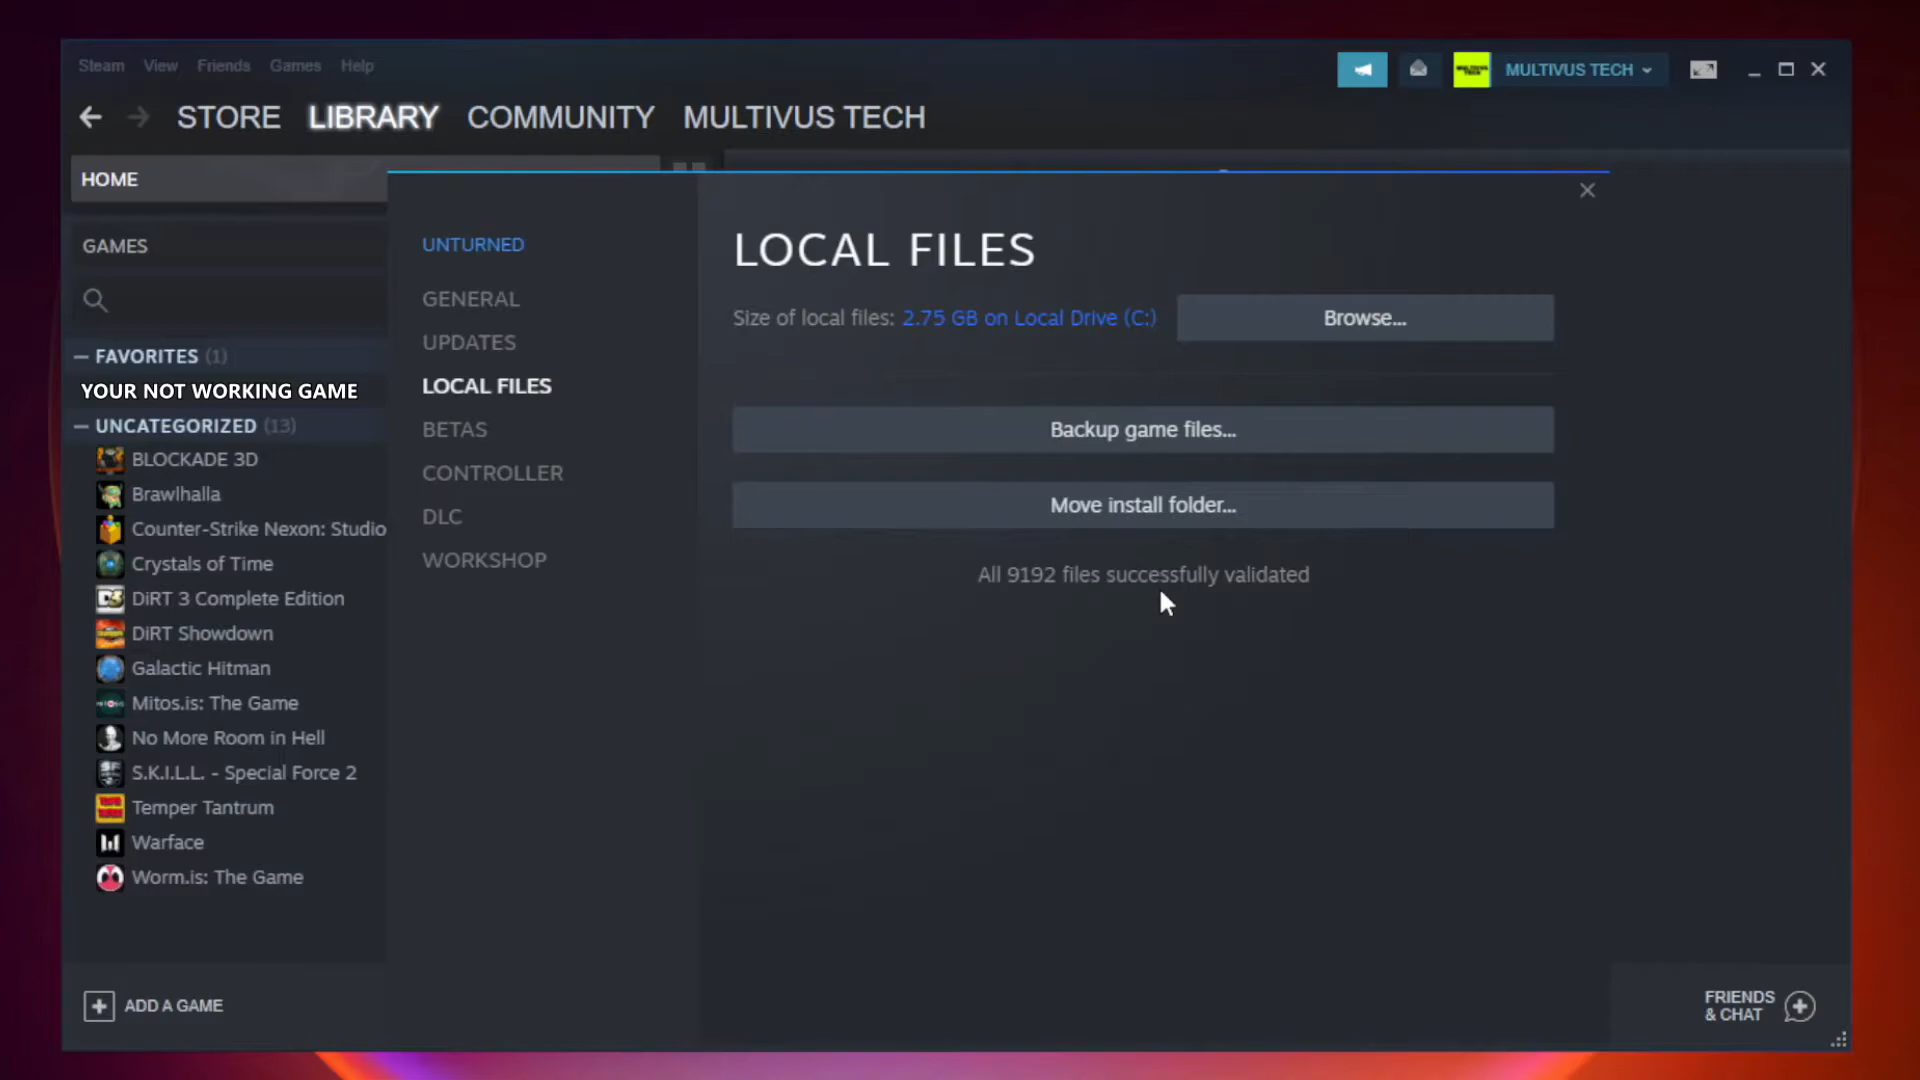 Steam View Friends Games Help
MULTIVUS TECH
STORE LIBRARY COMMUNITY MULTIVUS TECH
HOME
GAMES
FAVORITES (1)
YOUR NOT WORKING GAME
UNCATEGORIZED (13)
BLOCKADE 3D
Brawlhalla
Counter-Strike Nexon: Studio
Crystals of Time
DiRT 3 Complete Edition
DiRT Showdown
Galactic Hitman
Mitos.is: The Game
No More Room in Hell
S.K.I.L.L. - Special Force 2
Temper Tantrum
Warface
Worm.is: The Game
ADD A GAME
UNTURNED
GENERAL
UPDATES
LOCAL FILES
BETAS
CONTROLLER
DLC
WORKSHOP
LOCAL FILES
Size of local files: 2.75 GB on Local Drive (C:)
Browse...
Backup game files...
Move install folder...
All 9192 files successfully validated
FRIENDS
& CHAT